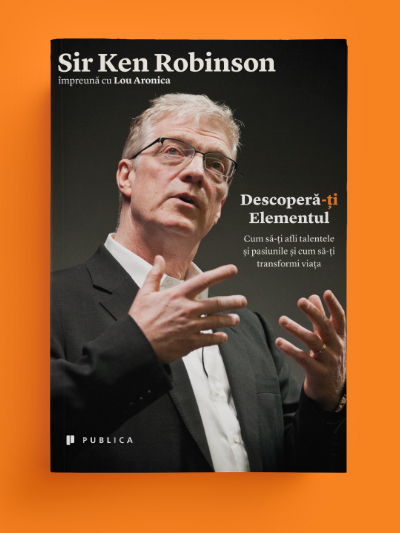 Sir Ken Robinson
împreună cu Lou Aronica
Descoperă-ți
Elementul
Cum să-ți afli talentele
și pasiunile și cum să-ți
transformi viața
PUBLICA